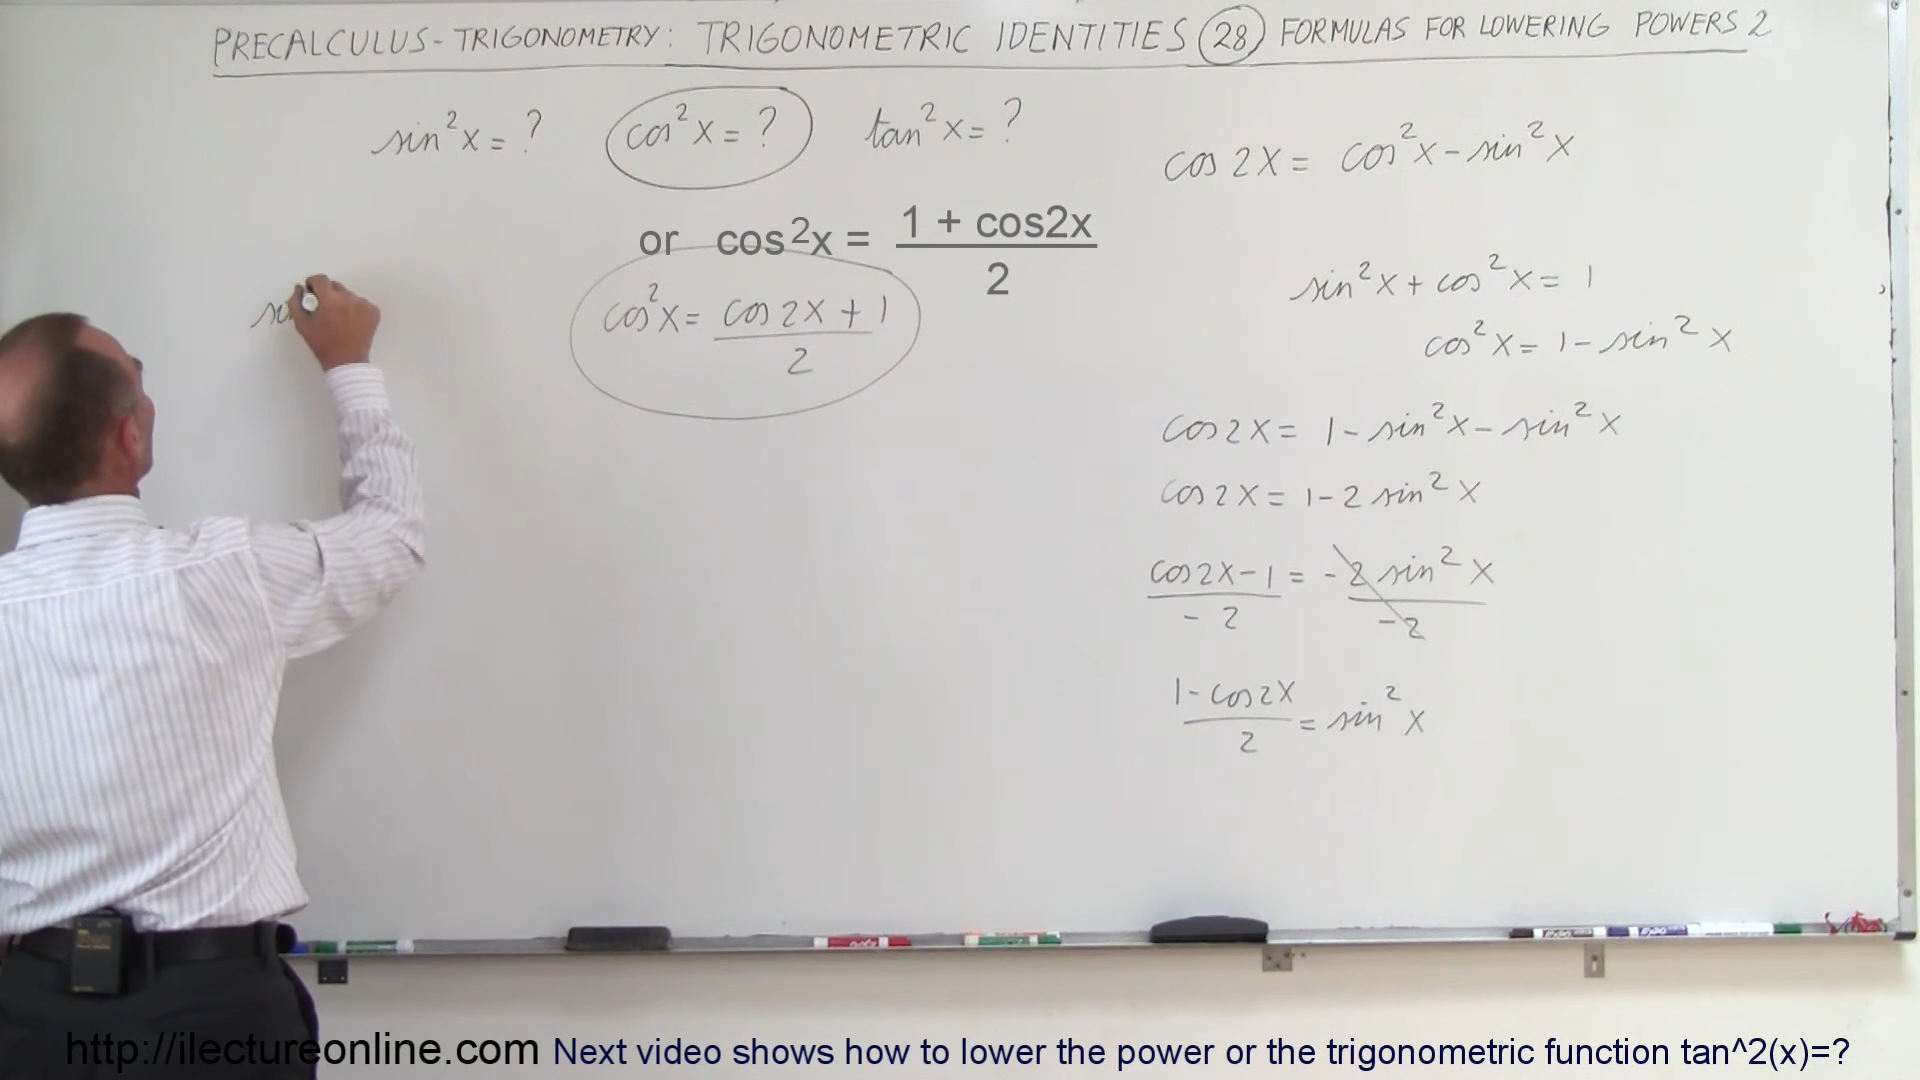 PRECALCULUS - TRIGONOMETRY: TRIGONOMETRIC IDENTITIES 28 FORMULAS FOR LOWERING POWERS 2
sin²x = ? cos²x = ? tan²x = ?
or cos²x = (1 + cos2x)/2
cos²x = (cos 2x + 1)/2
cos 2x = cos²x - sin²x
sin²x + cos²x = 1
cos²x = 1 - sin²x
cos 2x = 1 - sin²x - sin²x
cos 2x = 1 - 2 sin²x
(cos 2x - 1)/-2 = -2 sin²x/-2
(1 - cos 2x)/2 = sin²x
http://ilectureonline.com Next video shows how to lower the power or the trigonometric function tan^2(x)=?